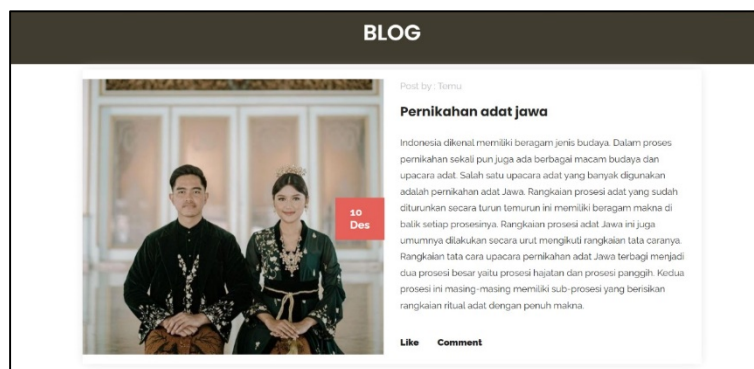 BLOG
Post by : Temu
Pernikahan adat jawa
Indonesia dikenal memiliki beragam jenis budaya. Dalam proses
pernikahan sekali pun juga ada berbagai macam budaya dan
upacara adat. Salah satu upacara adat yang banyak digunakan
adalah pernikahan adat Jawa. Rangkaian prosesi adat yang sudah
diturunkan secara turun temurun ini memiliki beragam makna di
balik setiap prosesinya. Rangkaian prosesi adat Jawa ini juga
umumnya dilakukan secara urut mengikuti rangkaian tata caranya.
Rangkaian tata cara upacara pernikahan adat Jawa terbagi menjadi
dua prosesi besar yaitu prosesi hajatan dan prosesi panggih. Kedua
prosesi ini masing-masing memiliki sub-prosesi yang berisikan
rangkaian ritual adat dengan penuh makna.
10
Des
Like Comment